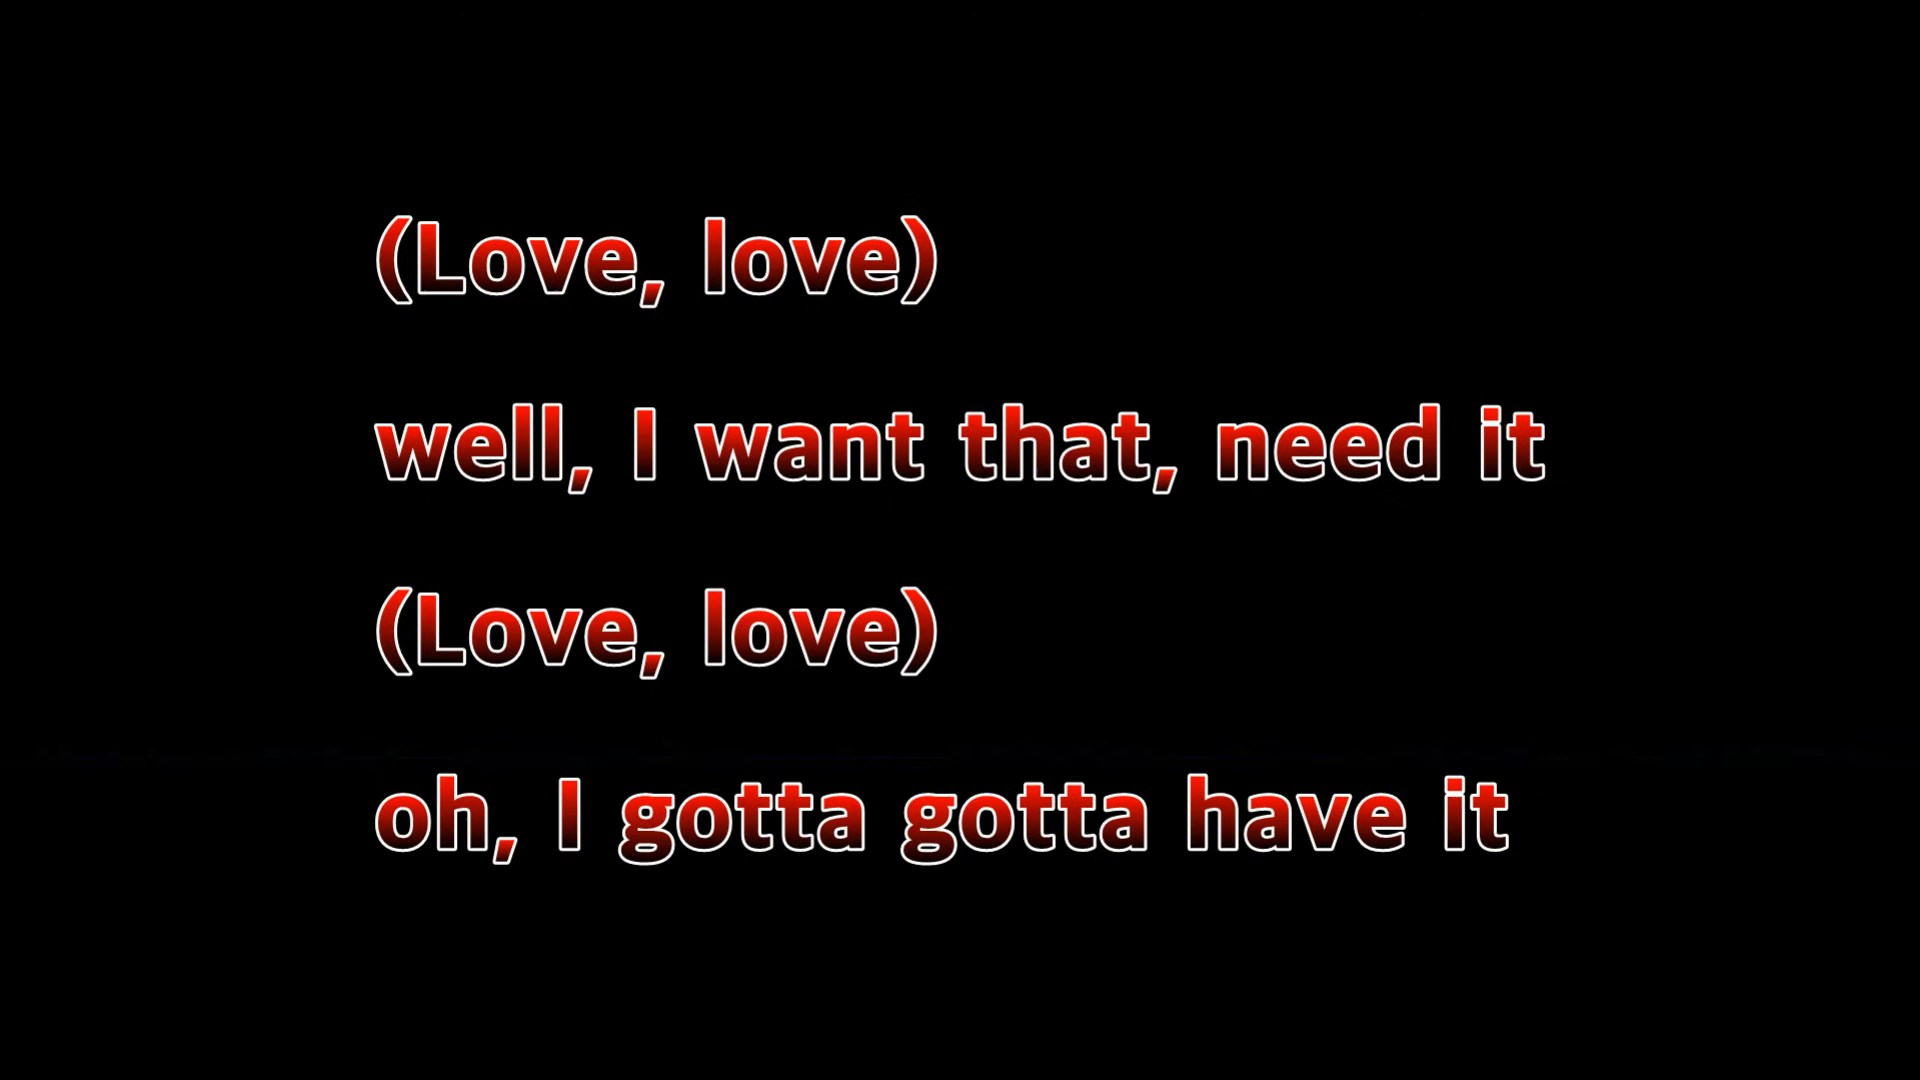 (Love, love)
well, I want that, need it
(Love, love)
oh, I gotta gotta have it